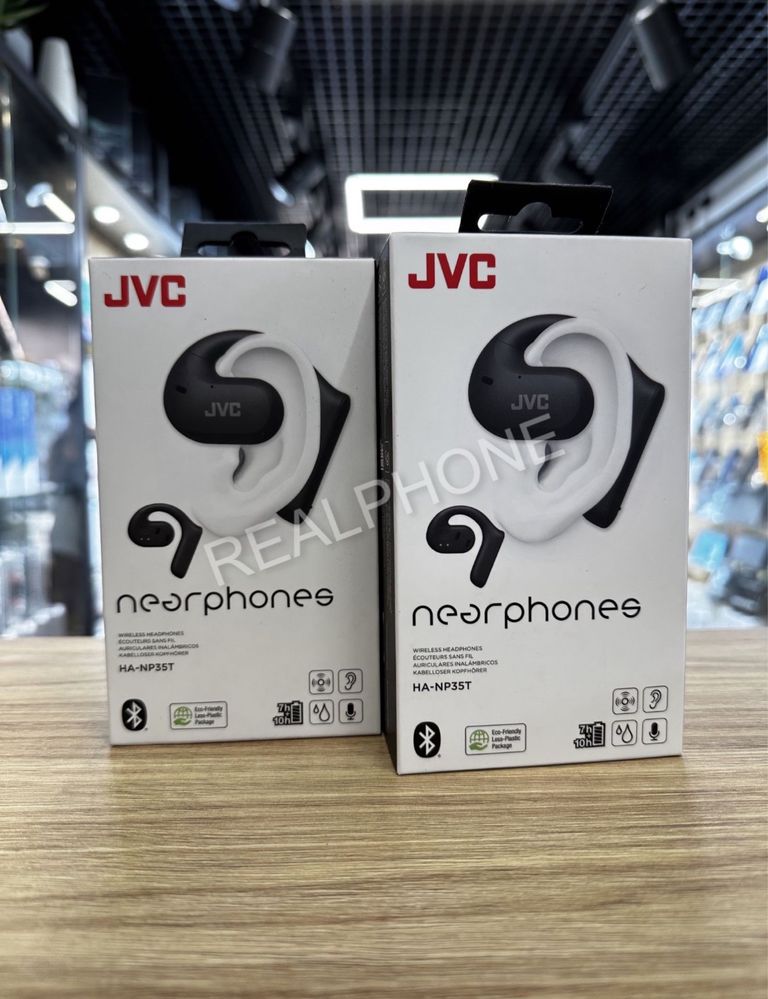 JVC
JVC
nearphones
WIRELESS HEADPHONES
ÉCOUTEURS SANS FIL
AURICULARES INALÁMBRICOS
KABELLOSER KOPFHÖRER
HA-NP35T
Eco-Friendly
Less-Plastic
Package
7h
+
10h
JVC
JVC
nearphones
WIRELESS HEADPHONES
ÉCOUTEURS SANS FIL
AURICULARES INALÁMBRICOS
KABELLOSER KOPFHÖRER
HA-NP35T
Eco-Friendly
Less-Plastic
Package
7h
+
10h
REALPHONE